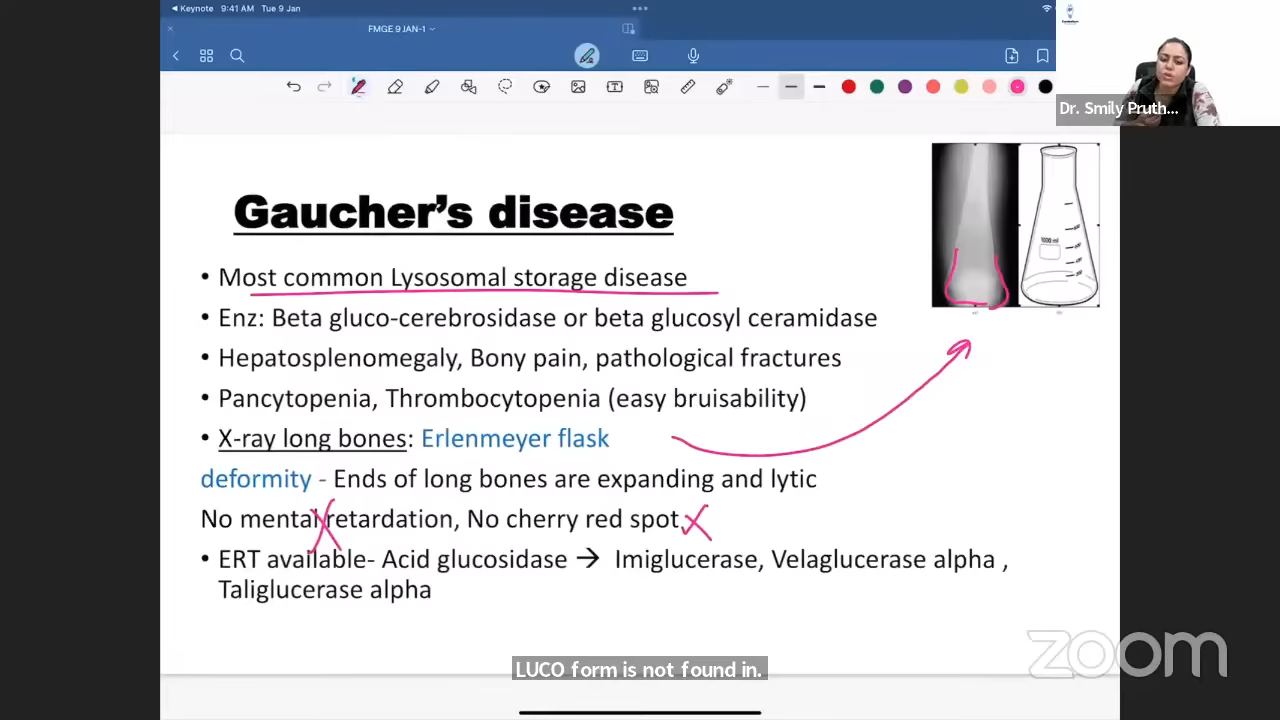 Keynote 9:41 AM Tue 9 Jan
FMGE 9 JAN-1
Dr. Smily Pruth...
Gaucher's disease
1000 ml
• Most common Lysosomal storage disease
• Enz: Beta gluco-cerebrosidase or beta glucosyl ceramidase
• Hepatosplenomegaly, Bony pain, pathological fractures
• Pancytopenia, Thrombocytopenia (easy bruisability)
• X-ray long bones: Erlenmeyer flask
deformity - Ends of long bones are expanding and lytic
No mental retardation, No cherry red spot
• ERT available- Acid glucosidase → Imiglucerase, Velaglucerase alpha ,
Taliglucerase alpha
zoom
LUCO form is not found in.